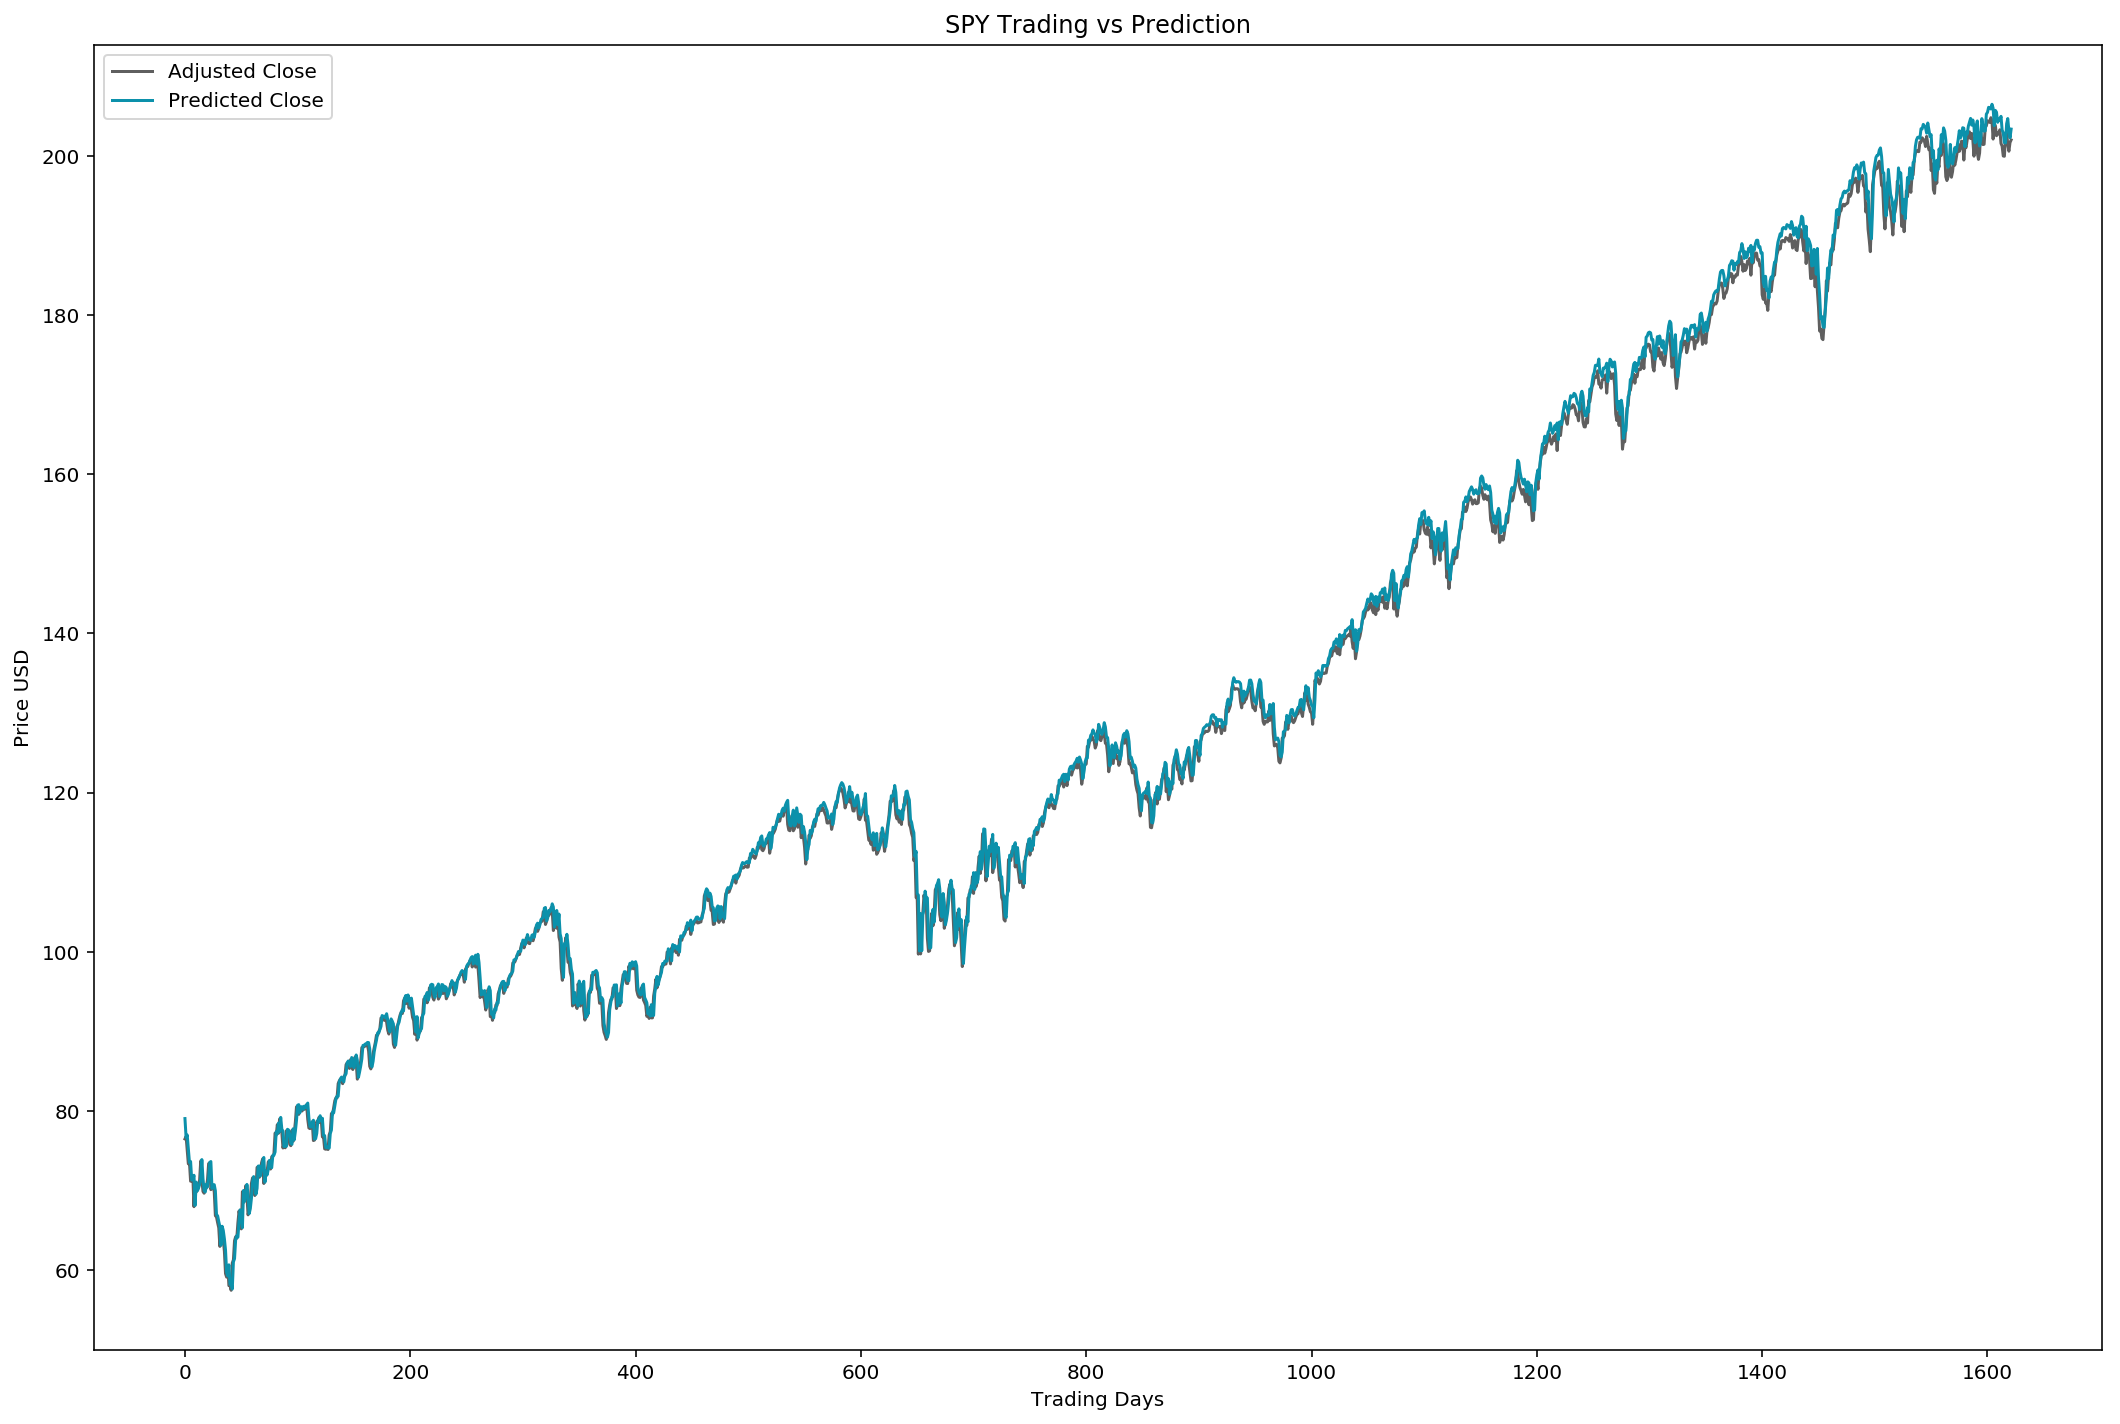 SPY Trading vs Prediction
Adjusted Close
Predicted Close
Price USD
200
180
160
140
120
100
80
60
0 200 400 600 800 1000 1200 1400 1600
Trading Days